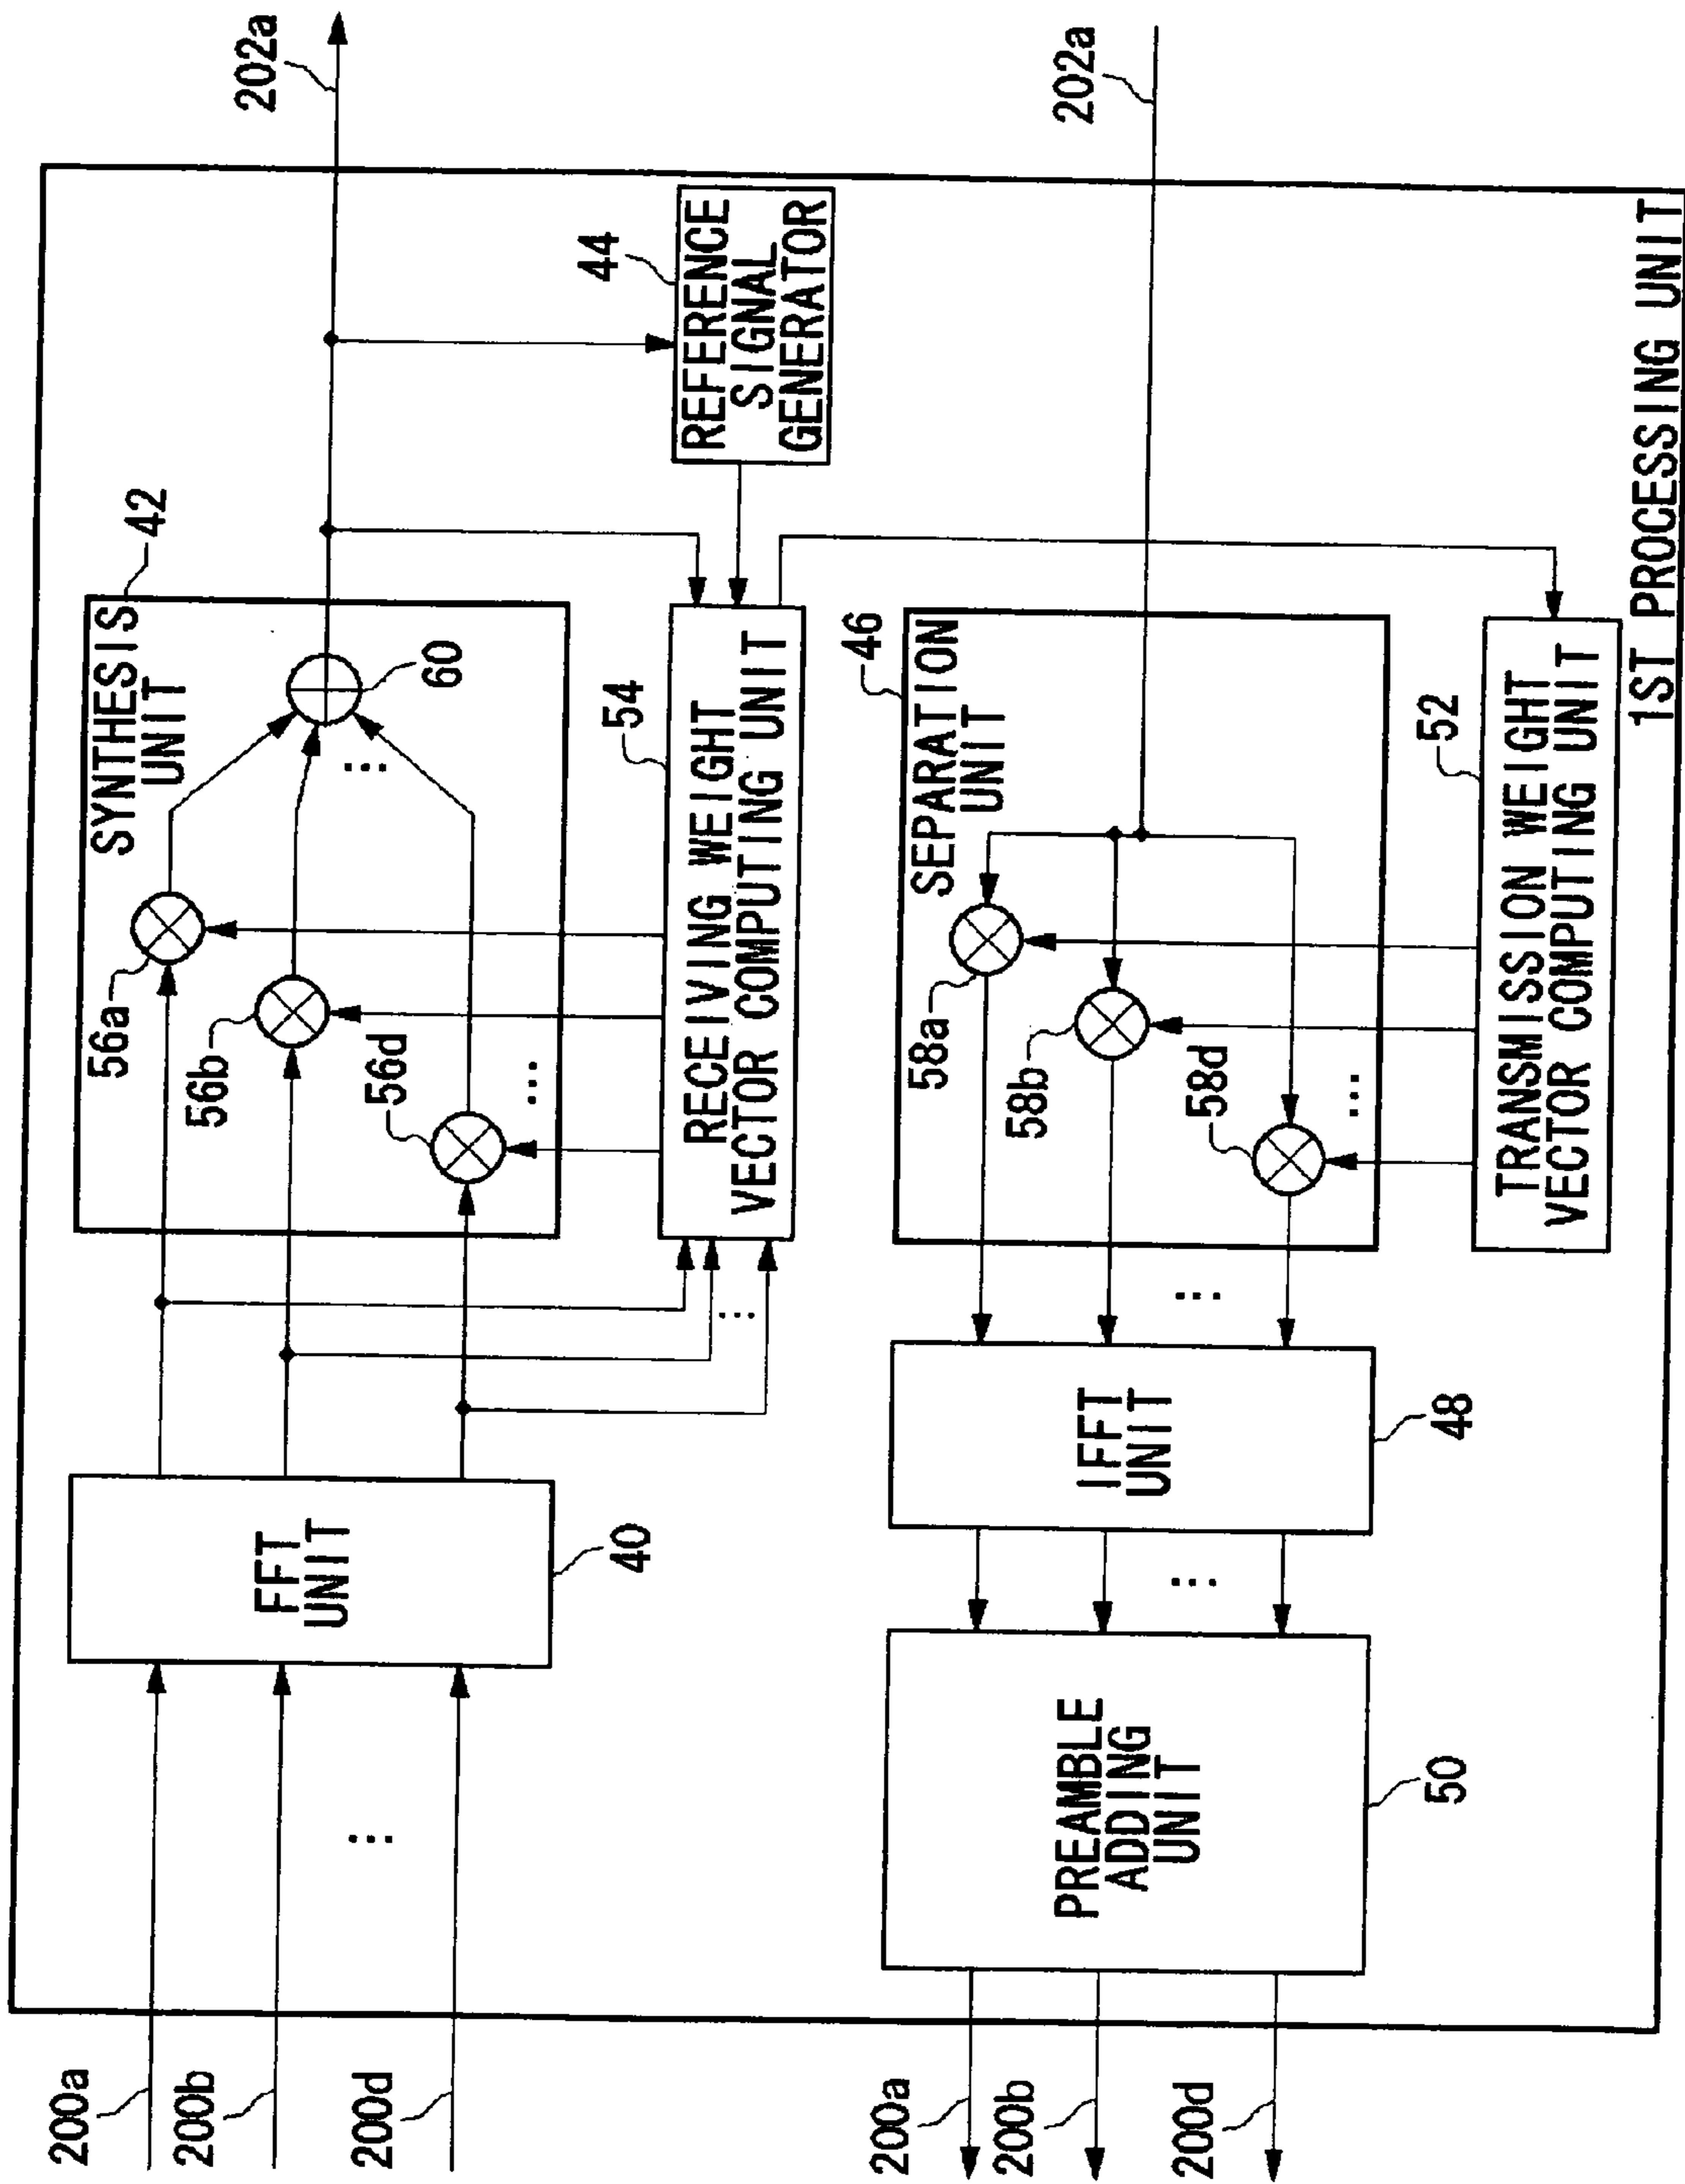 200a
200b
200d
...
FFT
UNIT
40
56a
56b
56d
...
SYNTHESIS
UNIT
42
...
60
202a
...
RECEIVING WEIGHT
VECTOR COMPUTING UNIT
54
REFERENCE
SIGNAL
GENERATOR
44
200a
200b
200d
PREAMBLE
ADDING
UNIT
50
...
IFFT
UNIT
48
...
58a
58b
58d
...
SEPARATION
UNIT
46
202a
TRANSMISSION WEIGHT
VECTOR COMPUTING UNIT
52
1ST PROCESSING UNIT